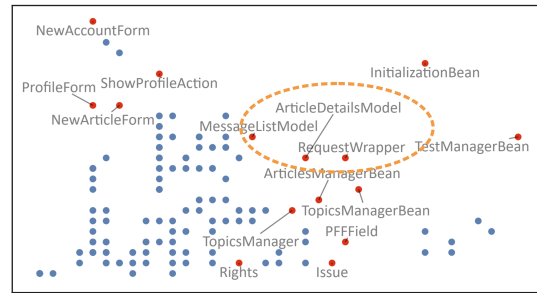 NewAccountForm
InitializationBean
ShowProfileAction
ProfileForm
ArticleDetailsModel
NewArticleForm
MessageListModel
RequestWrapper
TestManagerBean
ArticlesManagerBean
TopicsManagerBean
TopicsManager
PFFField
Rights
Issue